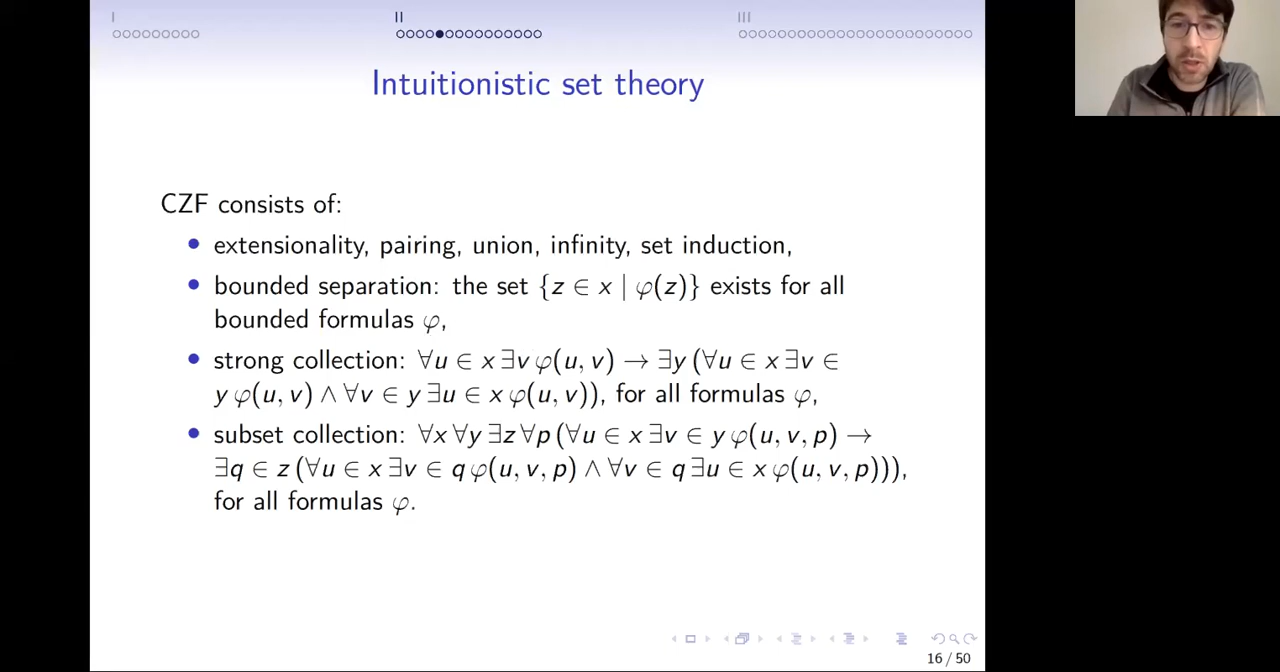 I II III
Intuitionistic set theory
CZF consists of:
• extensionality, pairing, union, infinity, set induction,
• bounded separation: the set {z ∈ x | φ(z)} exists for all
bounded formulas φ,
• strong collection: ∀u ∈ x ∃v φ(u, v) → ∃y (∀u ∈ x ∃v ∈
y φ(u, v) ∧ ∀v ∈ y ∃u ∈ x φ(u, v)), for all formulas φ,
• subset collection: ∀x ∀y ∃z ∀p (∀u ∈ x ∃v ∈ y φ(u, v, p) →
∃q ∈ z (∀u ∈ x ∃v ∈ q φ(u, v, p) ∧ ∀v ∈ q ∃u ∈ x φ(u, v, p))),
for all formulas φ.
16 / 50